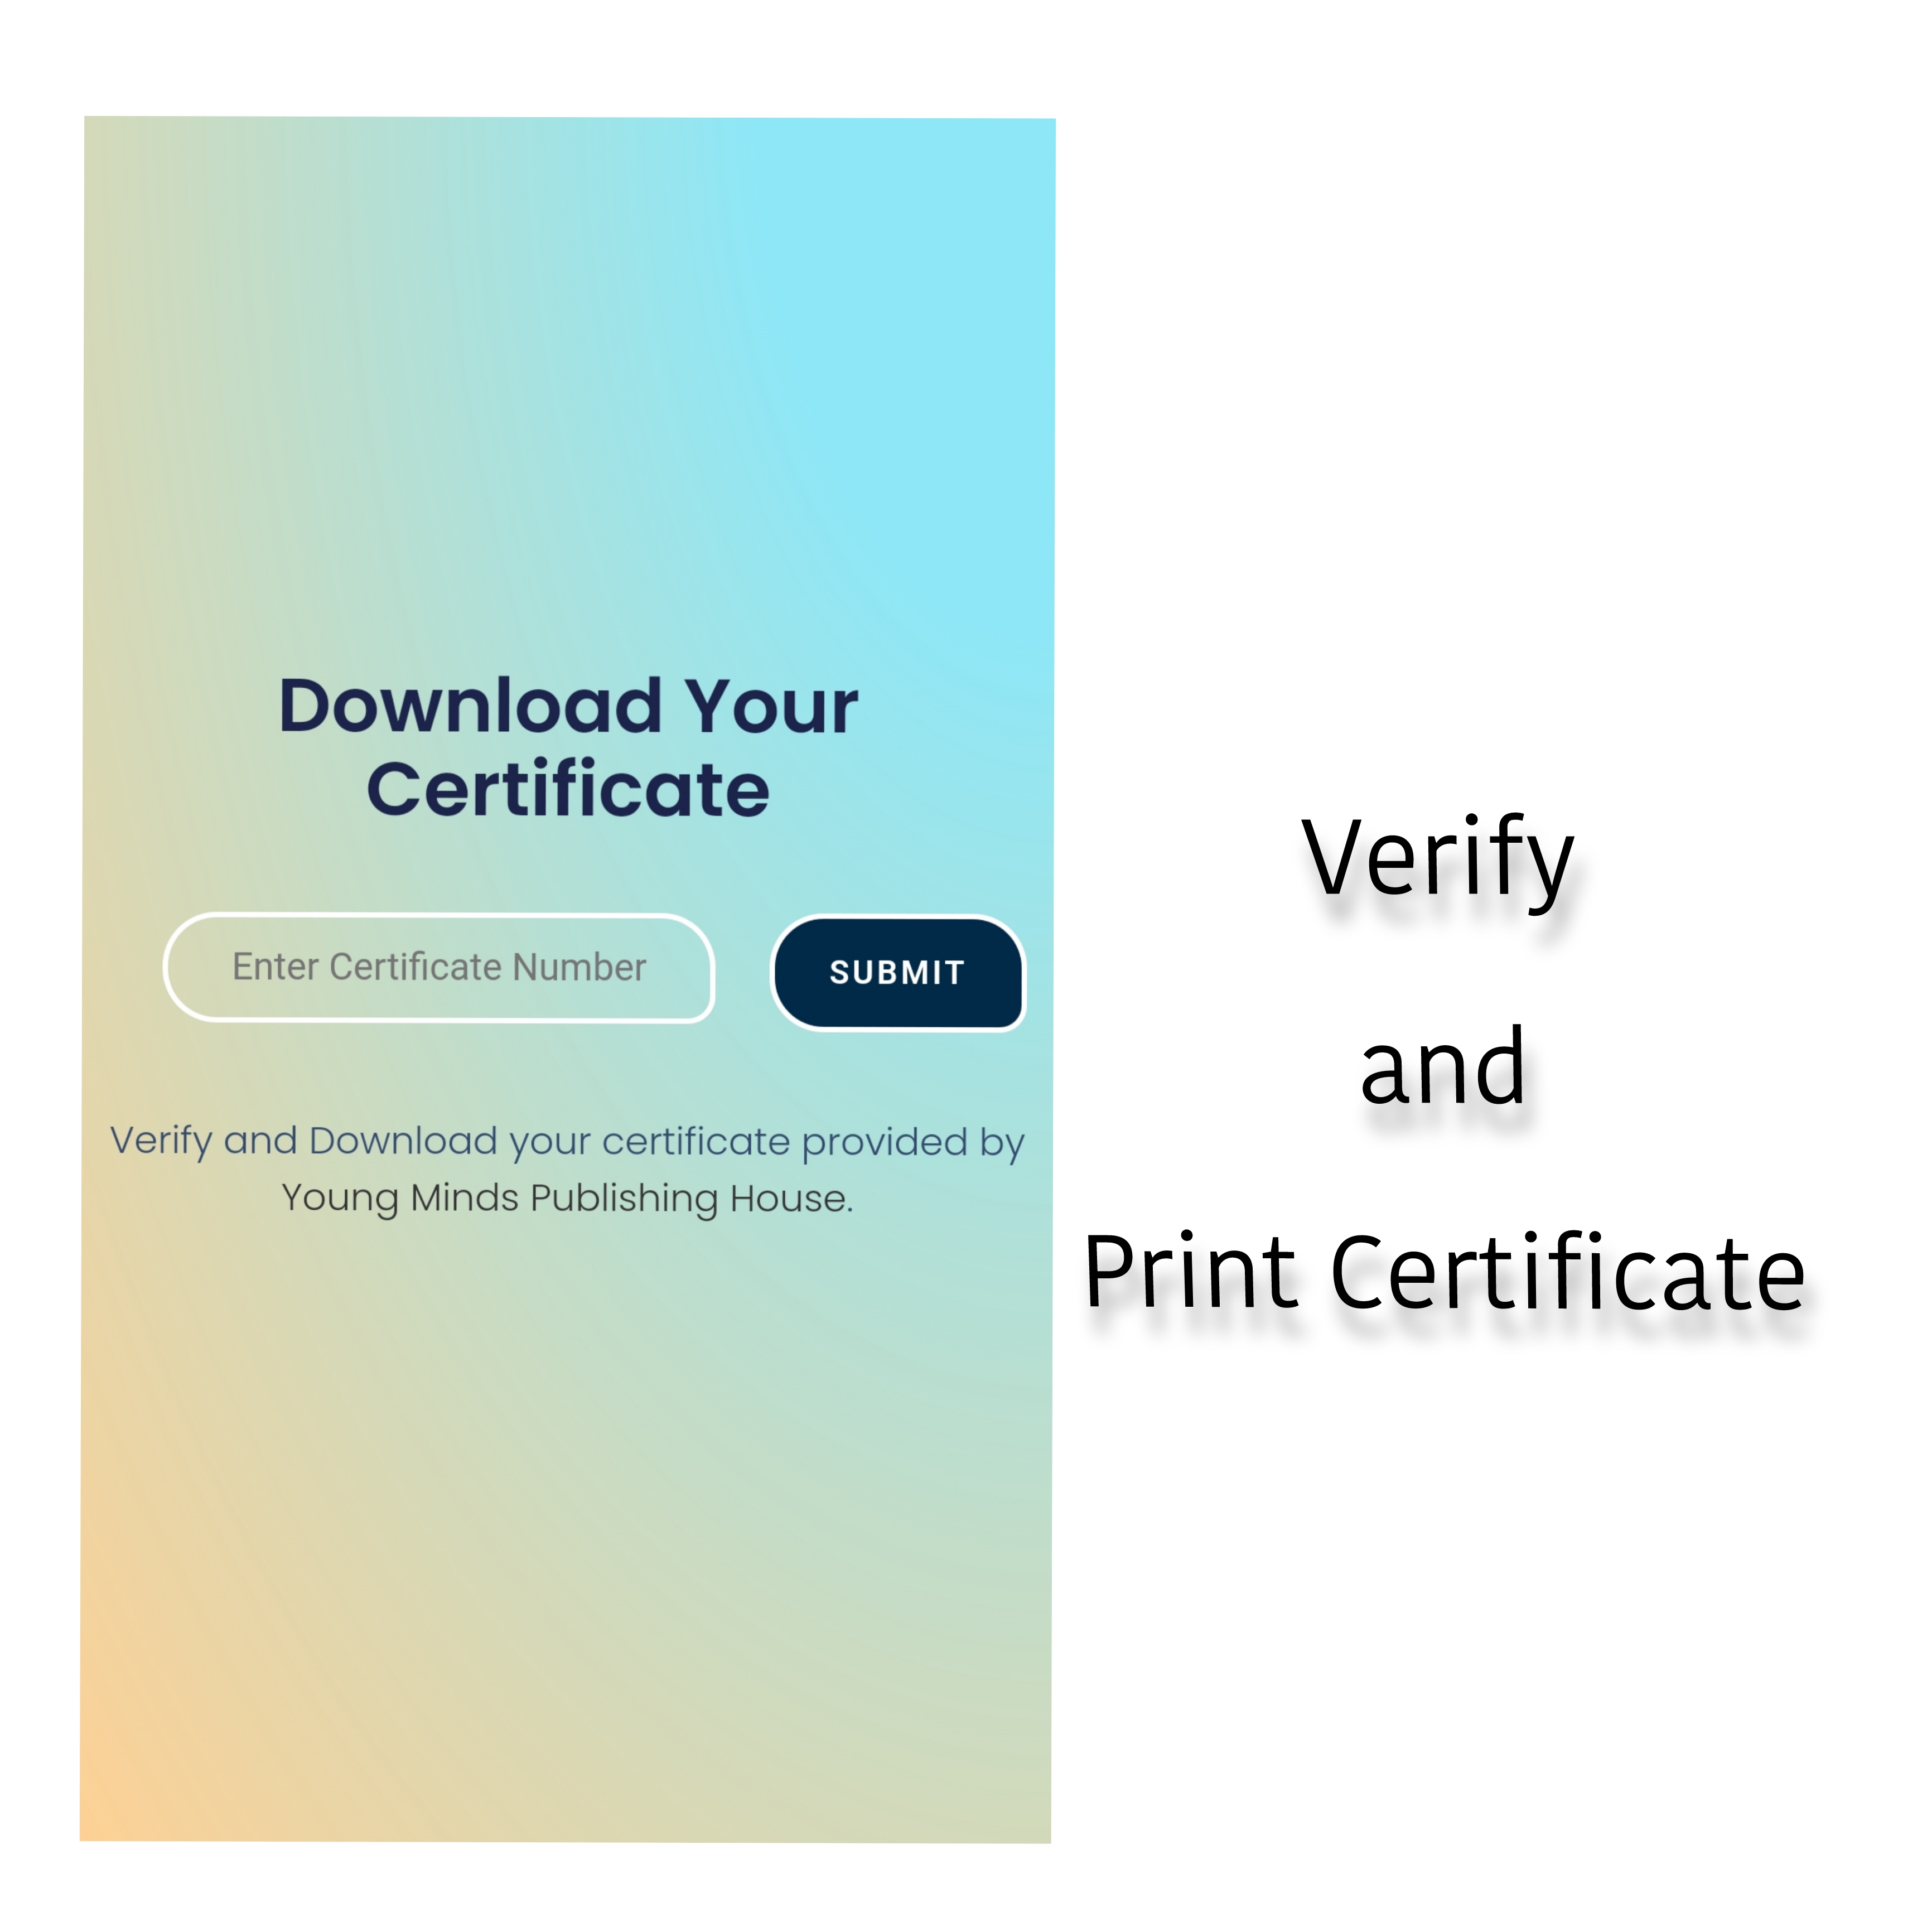 Download Your
Certificate
Enter Certificate Number
SUBMIT
Verify and Download your certificate provided by
Young Minds Publishing House.
Verify
and
Print Certificate